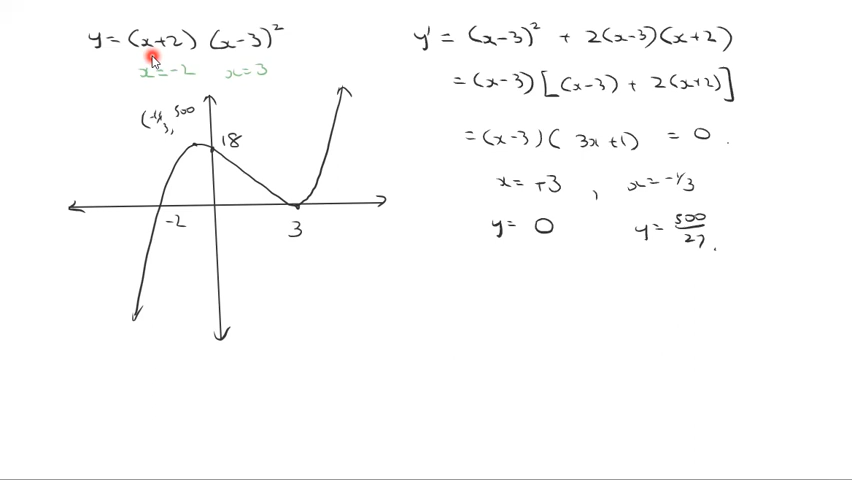 y = (x+2) (x-3)²
x=-2 x=3
(-1/3, 500
18
-2
3
y' = (x-3)² + 2(x-3)(x+2)
= (x-3) [(x-3) + 2(x+2)]
= (x-3) ( 3x+1) = 0 .
x = +3 , x = -1/3
y = 0 y = 500/27 .